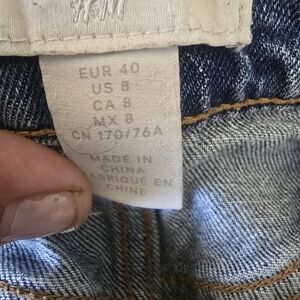 H&M
EUR 40
US 8
CA 8
MX 8
CN 170/76A
MADE IN
CHINA
FABRIQUÉ EN
CHINE